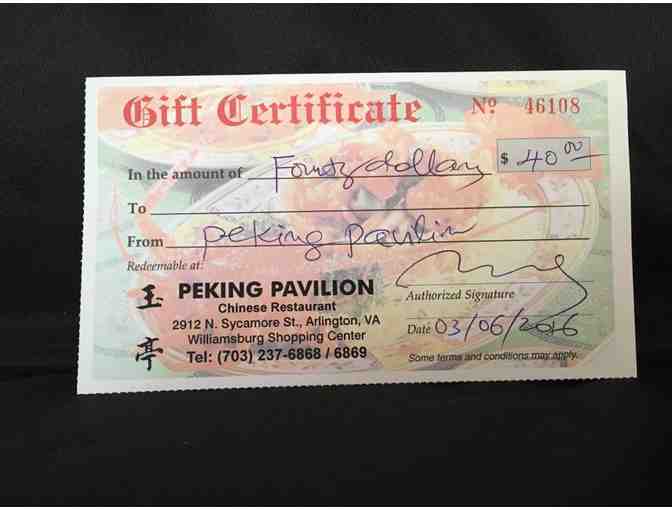 Gift Certificate Nº 46108
In the amount of Fourty dollars $ 40 00
To
From peking pavilin
Redeemable at:
玉亭
PEKING PAVILION
Chinese Restaurant
2912 N. Sycamore St., Arlington, VA
Williamsburg Shopping Center
Tel: (703) 237-6868 / 6869
Authorized Signature
Date 03/06/2016
Some terms and conditions may apply.